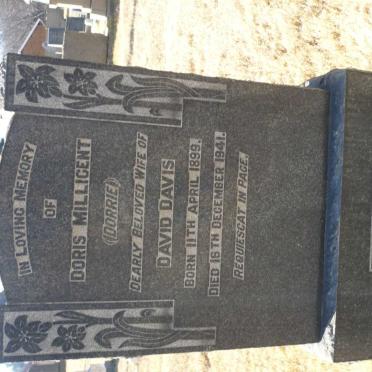 IN LOVING MEMORY
OF
DORIS MILLICENT
(DORRIE)
DEARLY BELOVED WIFE OF
DAVID DAVIS
BORN 11TH APRIL 1899.
DIED 16TH DECEMBER 1941.
REQUIESCAT IN PACE.